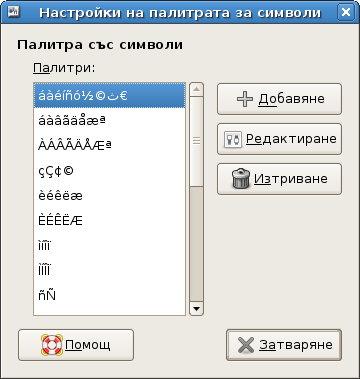 Настройки на палитрата за символи
Палитра със символи
Палитри:
áàéíñó½©ث€
áàâãäåæª
ÀÁÂÃÄÅÆª
çÇ¢©
èéêëæ
ÈÉÊËÆ
ìíîï
ÌÍÎÏ
ñÑ
Добавяне
Редактиране
Изтриване
Помощ
Затваряне